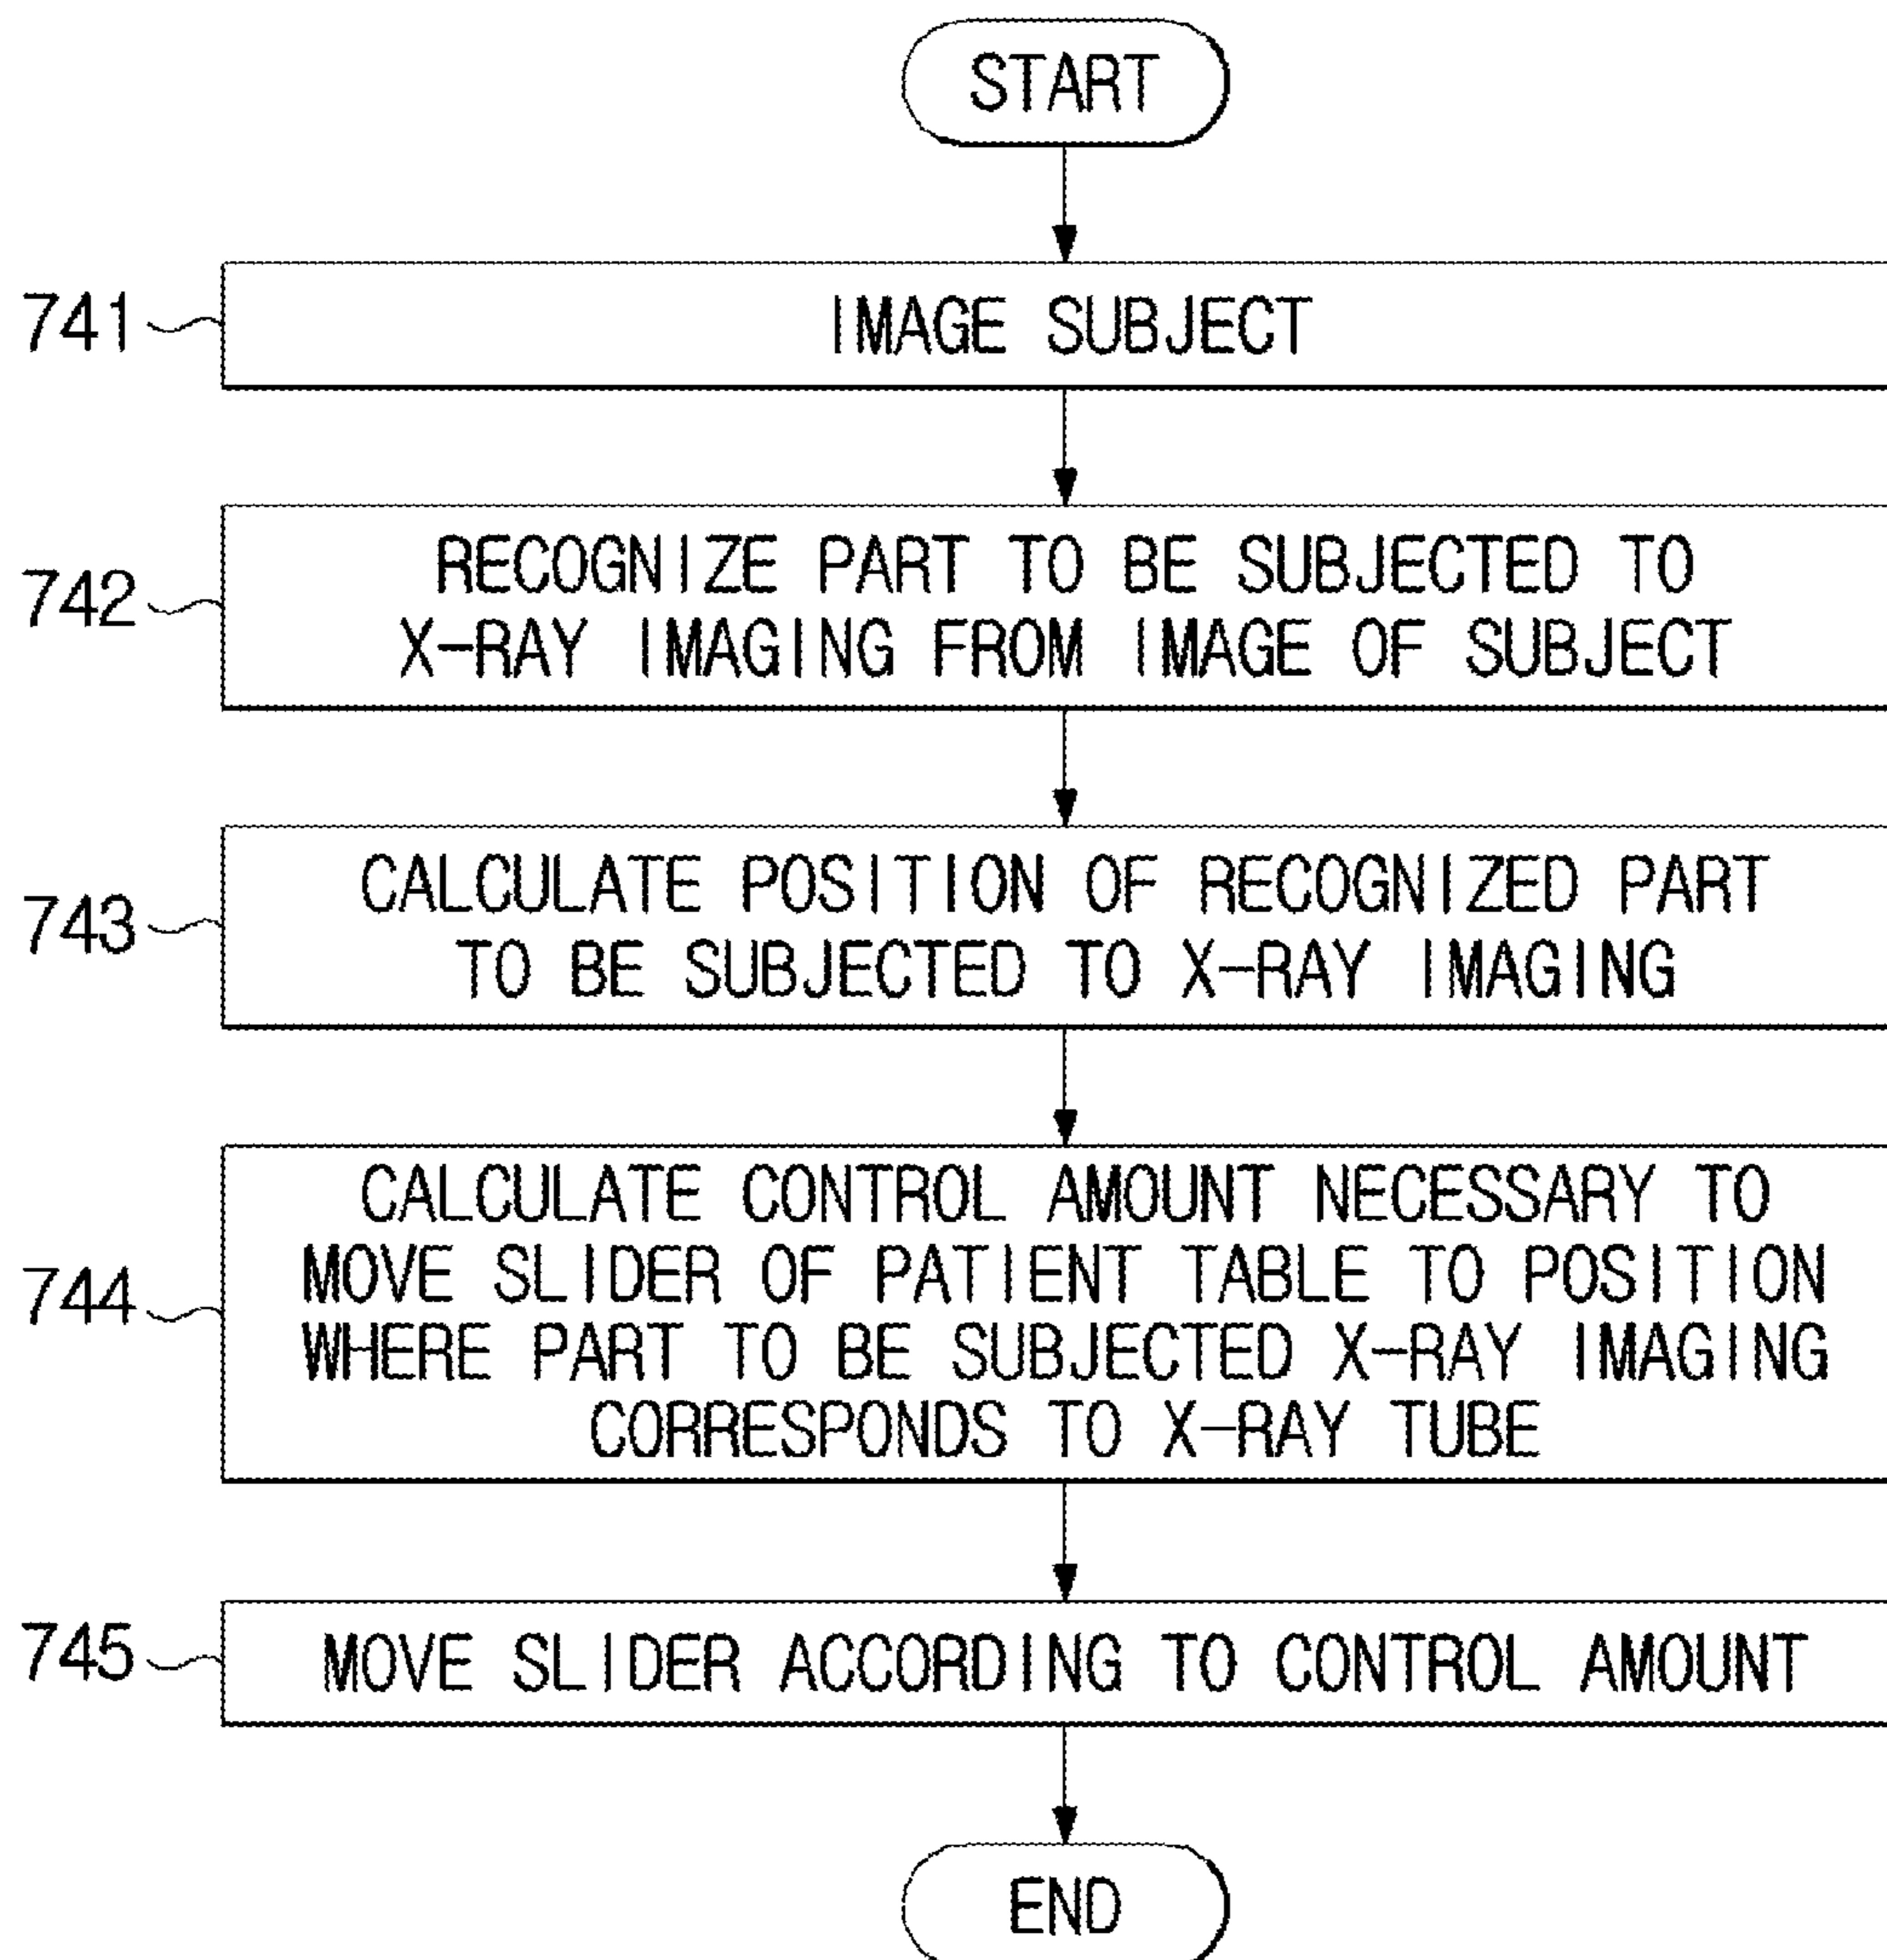 START
741
IMAGE SUBJECT
742
RECOGNIZE PART TO BE SUBJECTED TO
X-RAY IMAGING FROM IMAGE OF SUBJECT
743
CALCULATE POSITION OF RECOGNIZED PART
TO BE SUBJECTED TO X-RAY IMAGING
744
CALCULATE CONTROL AMOUNT NECESSARY TO
MOVE SLIDER OF PATIENT TABLE TO POSITION
WHERE PART TO BE SUBJECTED X-RAY IMAGING
CORRESPONDS TO X-RAY TUBE
745
MOVE SLIDER ACCORDING TO CONTROL AMOUNT
END